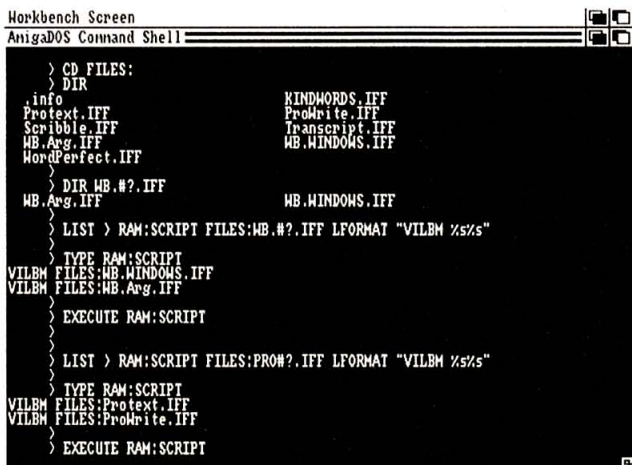 Workbench Screen
AmigaDOS Command Shell
> CD FILES:
> DIR
.info KINDWORDS.IFF
Protext.IFF ProWrite.IFF
Scribble.IFF Transcript.IFF
WB.Arg.IFF WB.WINDOWS.IFF
WordPerfect.IFF
>
> DIR WB.#?.IFF
WB.Arg.IFF WB.WINDOWS.IFF
>
> LIST > RAM:SCRIPT FILES:WB.#?.IFF LFORMAT "VILBM %s%s"
>
> TYPE RAM:SCRIPT
VILBM FILES:WB.WINDOWS.IFF
VILBM FILES:WB.Arg.IFF
>
> EXECUTE RAM:SCRIPT
>
>
>
> LIST > RAM:SCRIPT FILES:PRO#?.IFF LFORMAT "VILBM %s%s"
>
> TYPE RAM:SCRIPT
VILBM FILES:Protext.IFF
VILBM FILES:ProWrite.IFF
>
> EXECUTE RAM:SCRIPT